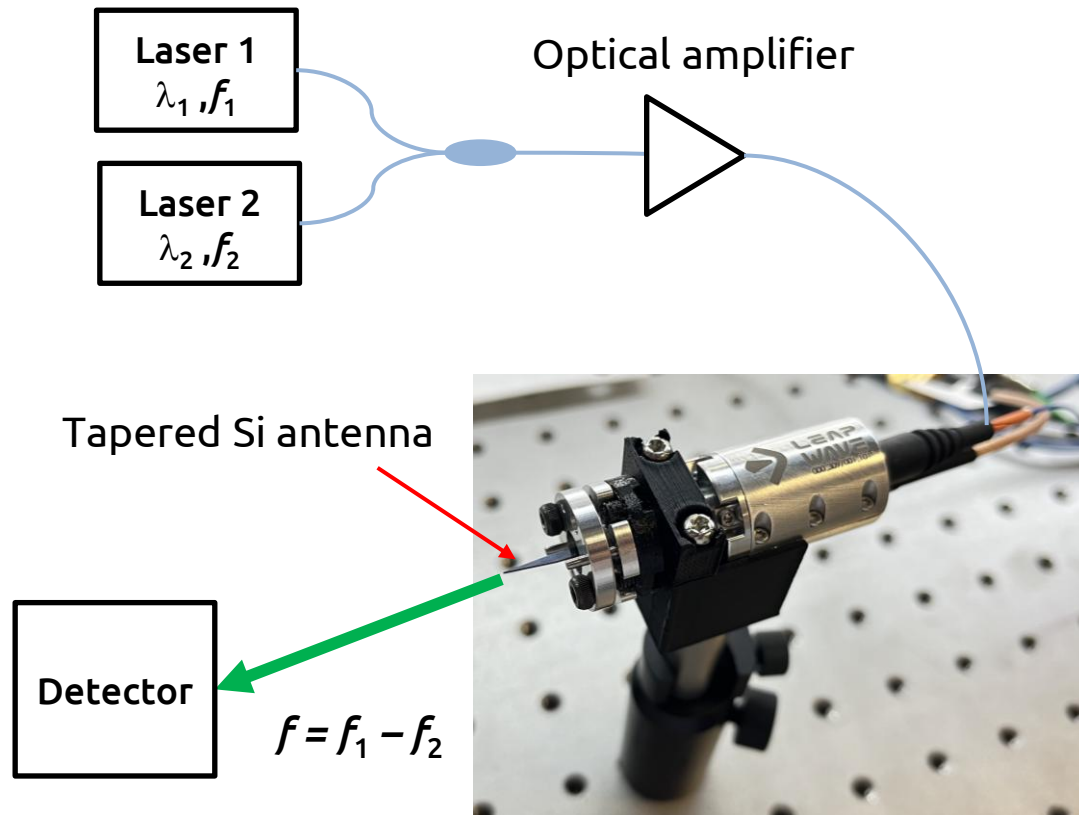 Laser 1
λ₁ ,f₁
Optical amplifier
Laser 2
λ₂ ,f₂
Tapered Si antenna
LEAP
WAVE
Detector
f = f₁ – f₂